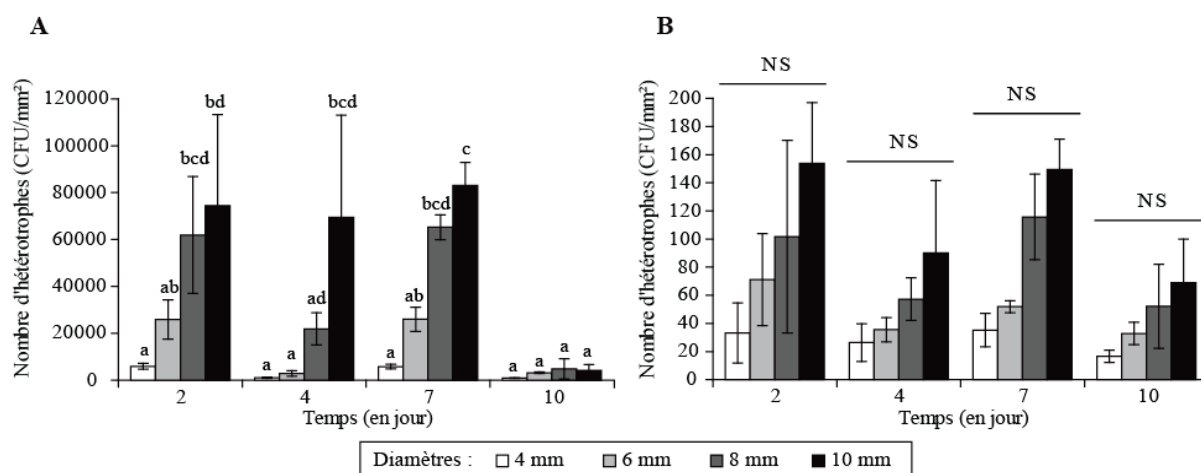 A
B
Nombre d'hétérotrophes (CFU/mm²)
120000
100000
80000
60000
40000
20000
0
a ab bcd bd
a a ad bcd
a ab bcd c
a a a a
2 4 7 10
Temps (en jour)
Nombre d'hétérotrophes (CFU/mm²)
200
180
160
140
120
100
80
60
40
20
0
NS
NS
NS
NS
2 4 7 10
Temps (en jour)
Diamètres : 4 mm 6 mm 8 mm 10 mm